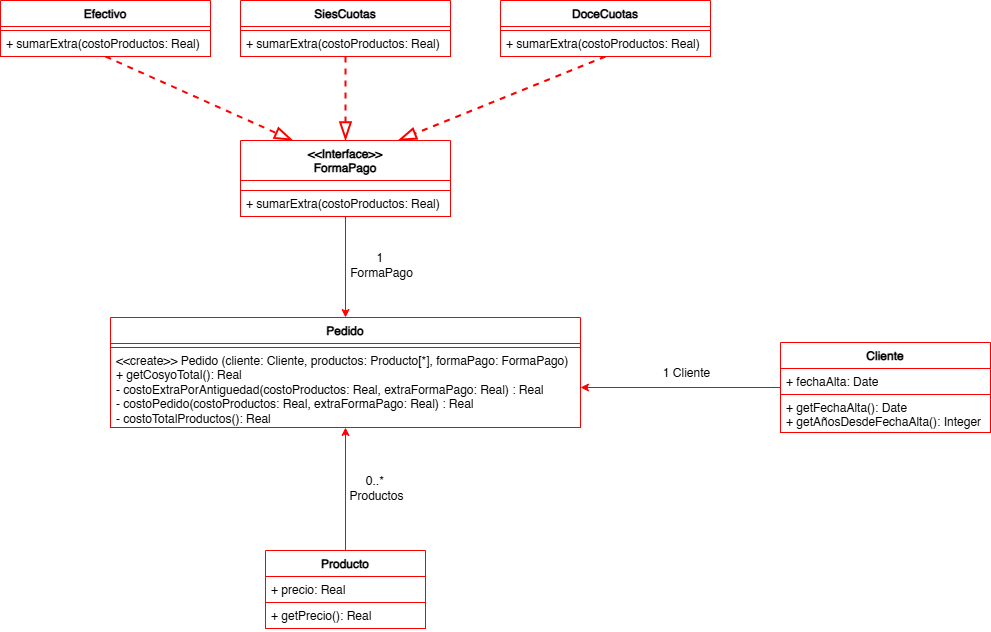 Efectivo
+ sumarExtra(costoProductos: Real)
SiesCuotas
+ sumarExtra(costoProductos: Real)
DoceCuotas
+ sumarExtra(costoProductos: Real)
<<Interface>>
FormaPago
+ sumarExtra(costoProductos: Real)
1
FormaPago
Pedido
<<create>> Pedido (cliente: Cliente, productos: Producto[*], formaPago: FormaPago)
+ getCosyoTotal(): Real
- costoExtraPorAntiguedad(costoProductos: Real, extraFormaPago: Real) : Real
- costoPedido(costoProductos: Real, extraFormaPago: Real) : Real
- costoTotalProductos(): Real
1 Cliente
Cliente
+ fechaAlta: Date
+ getFechaAlta(): Date
+ getAñosDesdeFechaAlta(): Integer
0..*
Productos
Producto
+ precio: Real
+ getPrecio(): Real